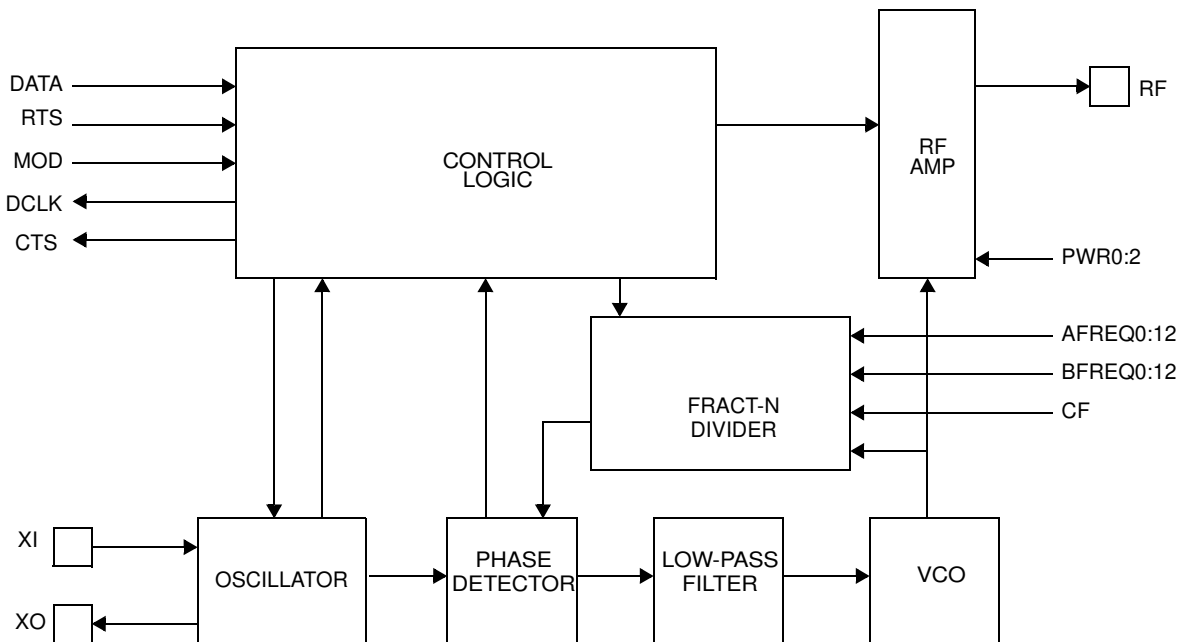 DATA
RTS
MOD
DCLK
CTS
CONTROL
LOGIC
RF
AMP
RF
PWR0:2
AFREQ0:12
BFREQ0:12
CF
FRACT-N
DIVIDER
XI
XO
OSCILLATOR
PHASE
DETECTOR
LOW-PASS
FILTER
VCO